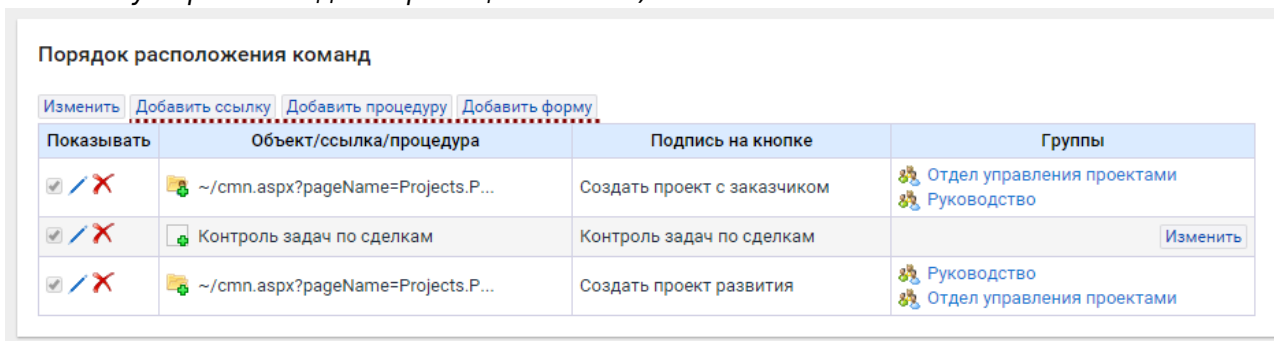 Порядок расположения команд
Изменить Добавить ссылку Добавить процедуру Добавить форму
Показывать Объект/ссылка/процедура Подпись на кнопке Группы
~/cmn.aspx?pageName=Projects.P... Создать проект с заказчиком Отдел управления проектами
Руководство
Контроль задач по сделкам Контроль задач по сделкам Изменить
~/cmn.aspx?pageName=Projects.P... Создать проект развития Руководство
Отдел управления проектами